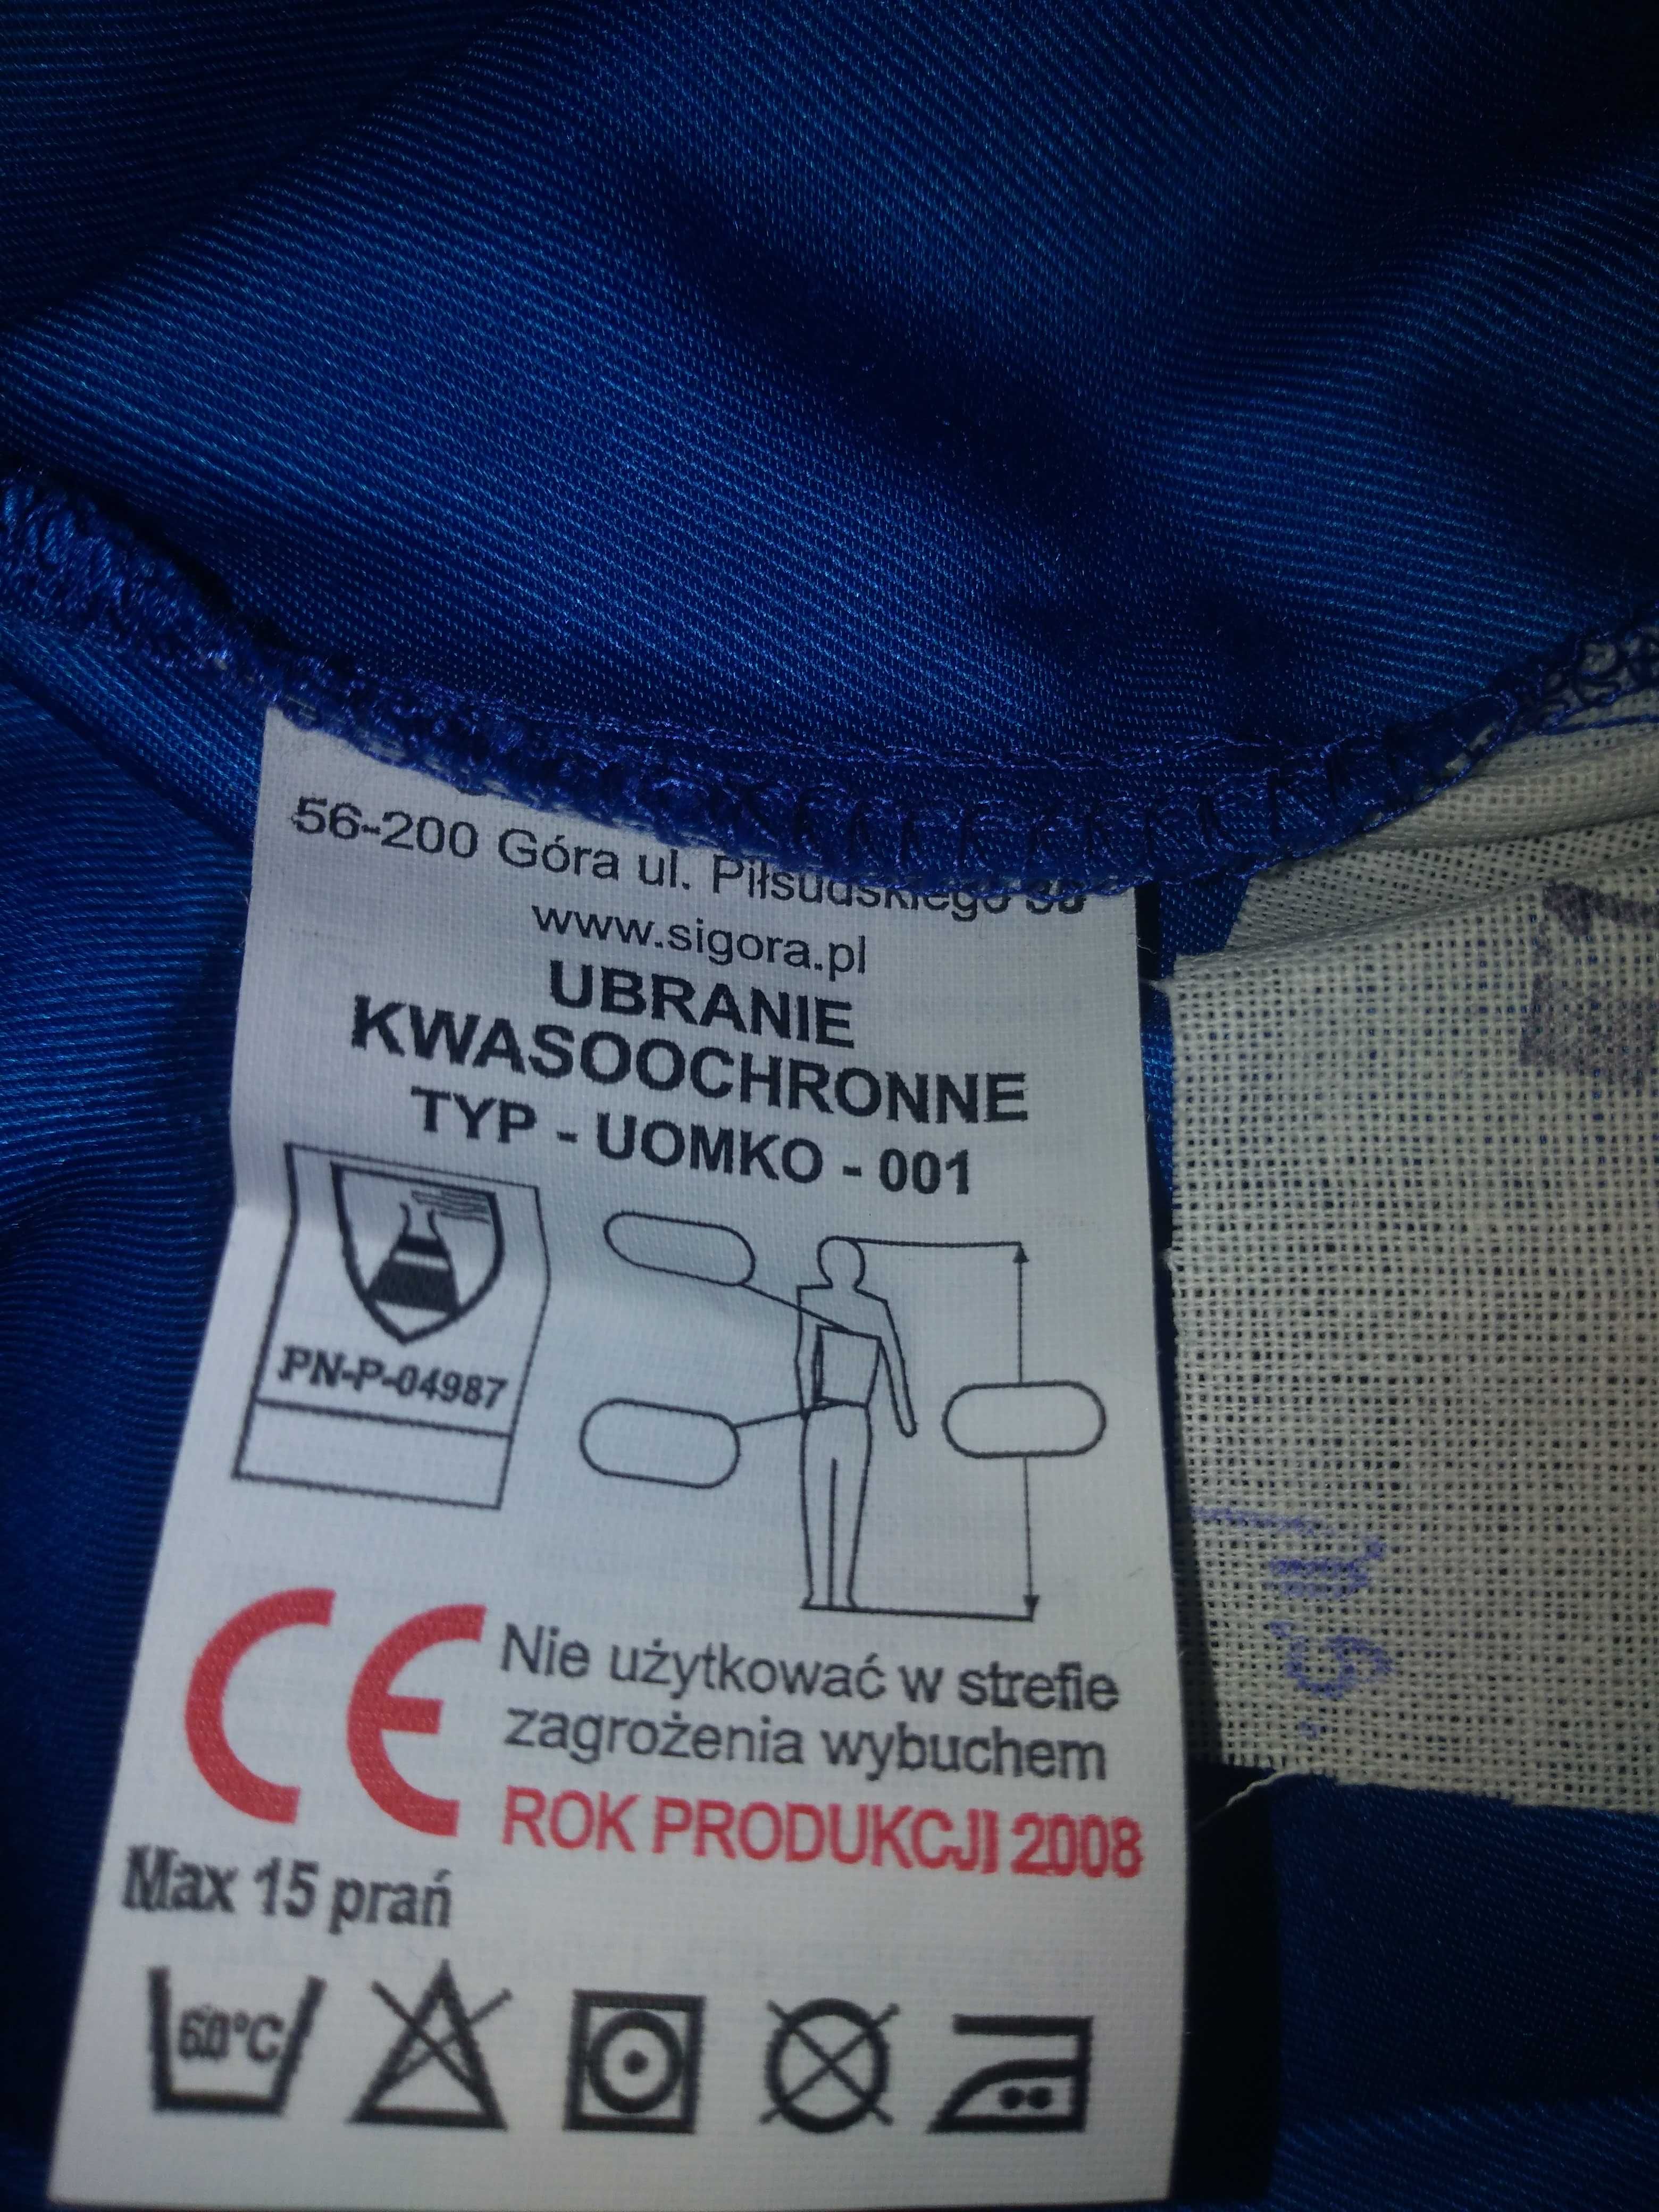 56-200 Góra ul. Piłsudskiego
www.sigora.pl
UBRANIE
KWASOOCHRONNE
TYP - UOMKO - 001
PN-P-04987
CE
Nie użytkować w strefie
zagrożenia wybuchem
ROK PRODUKCJI 2008
Max 15 prań
60°C